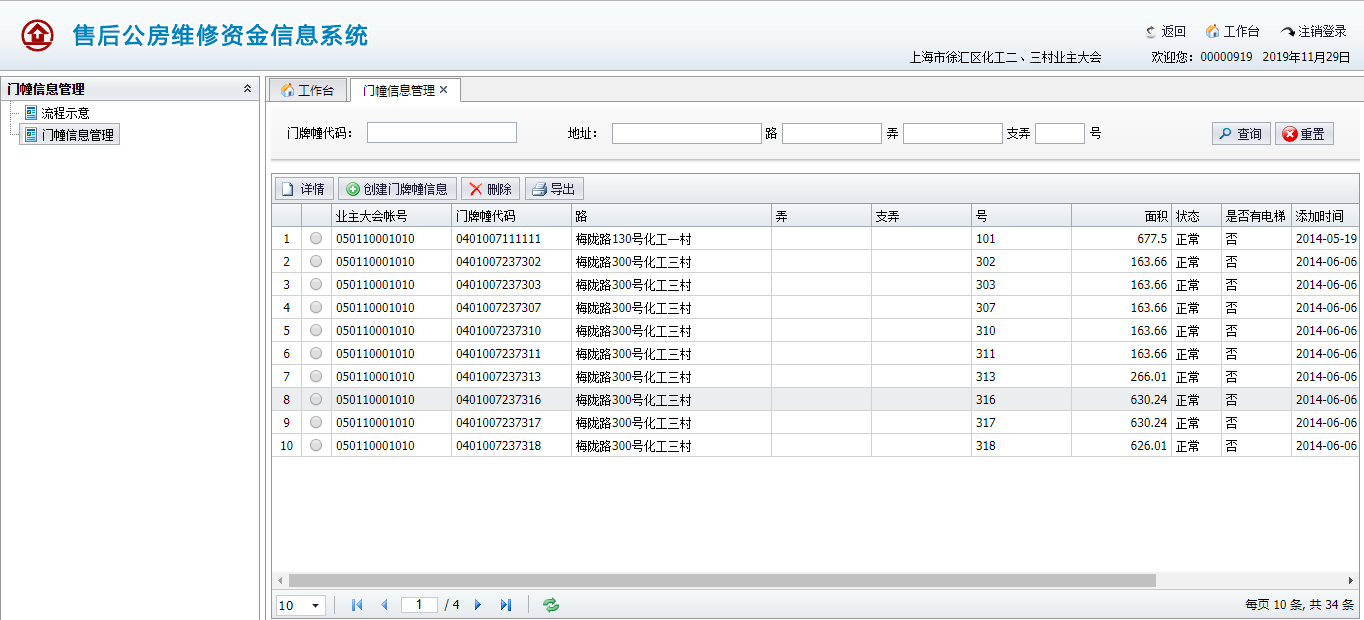 售后公房维修资金信息系统
返回 工作台 注销登录
上海市徐汇区化工二、三村业主大会 欢迎您: 00000919 2019年11月29日
门幢信息管理
流程示意
门幢信息管理
工作台 门幢信息管理
门牌幢代码: 地址: 路 弄 支弄 号 查询 重置
详情 创建门牌幢信息 删除 导出
业主大会帐号 门牌幢代码 路 弄 支弄 号 面积 状态 是否有电梯 添加时间
1 050110001010 0401007111111 梅陇路130号化工一村 101 677.5 正常 否 2014-05-19
2 050110001010 0401007237302 梅陇路300号化工三村 302 163.66 正常 否 2014-06-06
3 050110001010 0401007237303 梅陇路300号化工三村 303 163.66 正常 否 2014-06-06
4 050110001010 0401007237307 梅陇路300号化工三村 307 163.66 正常 否 2014-06-06
5 050110001010 0401007237310 梅陇路300号化工三村 310 163.66 正常 否 2014-06-06
6 050110001010 0401007237311 梅陇路300号化工三村 311 163.66 正常 否 2014-06-06
7 050110001010 0401007237313 梅陇路300号化工三村 313 266.01 正常 否 2014-06-06
8 050110001010 0401007237316 梅陇路300号化工三村 316 630.24 正常 否 2014-06-06
9 050110001010 0401007237317 梅陇路300号化工三村 317 630.24 正常 否 2014-06-06
10 050110001010 0401007237318 梅陇路300号化工三村 318 626.01 正常 否 2014-06-06
10 1 / 4 每页 10 条, 共 34 条